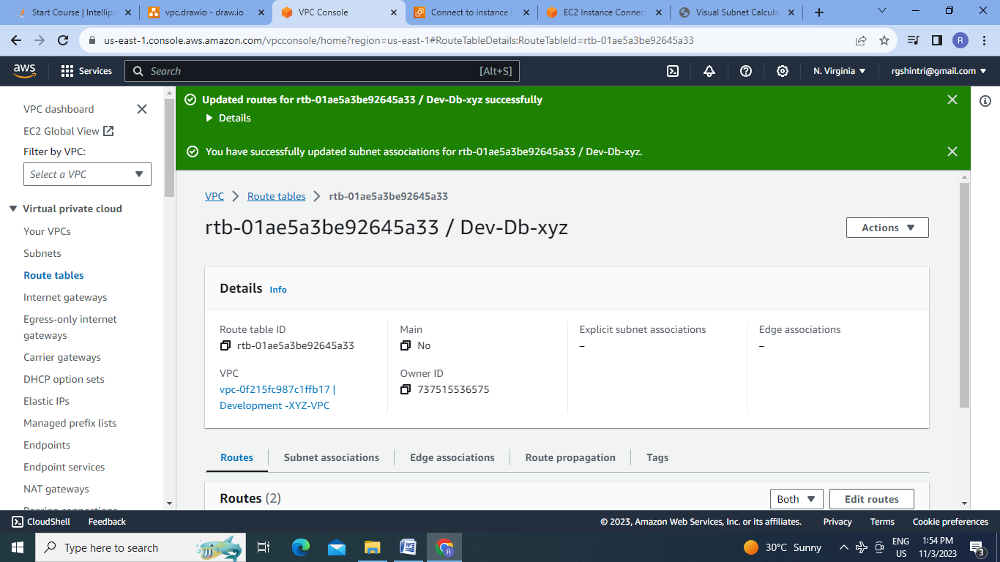 Start Course | Intellipa
vpc.drawio - draw.io
VPC Console
Connect to instance |
EC2 Instance Connect
Visual Subnet Calcula
us-east-1.console.aws.amazon.com/vpcconsole/home?region=us-east-1#RouteTableDetails:RouteTableId=rtb-01ae5a3be92645a33
R
aws
Services
Search
[Alt+S]
N. Virginia
rgshintri@gmail.com
VPC dashboard
EC2 Global View
Filter by VPC:
Select a VPC
Virtual private cloud
Your VPCs
Subnets
Route tables
Internet gateways
Egress-only internet
gateways
Carrier gateways
DHCP option sets
Elastic IPs
Managed prefix lists
Endpoints
Endpoint services
NAT gateways
Peering connections
Updated routes for rtb-01ae5a3be92645a33 / Dev-Db-xyz successfully
Details
You have successfully updated subnet associations for rtb-01ae5a3be92645a33 / Dev-Db-xyz.
VPC
Route tables
rtb-01ae5a3be92645a33
rtb-01ae5a3be92645a33 / Dev-Db-xyz
Actions
Details Info
Route table ID
rtb-01ae5a3be92645a33
Main
No
Explicit subnet associations
–
Edge associations
–
VPC
vpc-0f215fc987c1ffb17 |
Development -XYZ-VPC
Owner ID
737515536575
Routes
Subnet associations
Edge associations
Route propagation
Tags
Routes (2)
Both
Edit routes
CloudShell
Feedback
© 2023, Amazon Web Services, Inc. or its affiliates.
Privacy
Terms
Cookie preferences
Type here to search
R
30°C Sunny
ENG
US
1:54 PM
11/3/2023
3